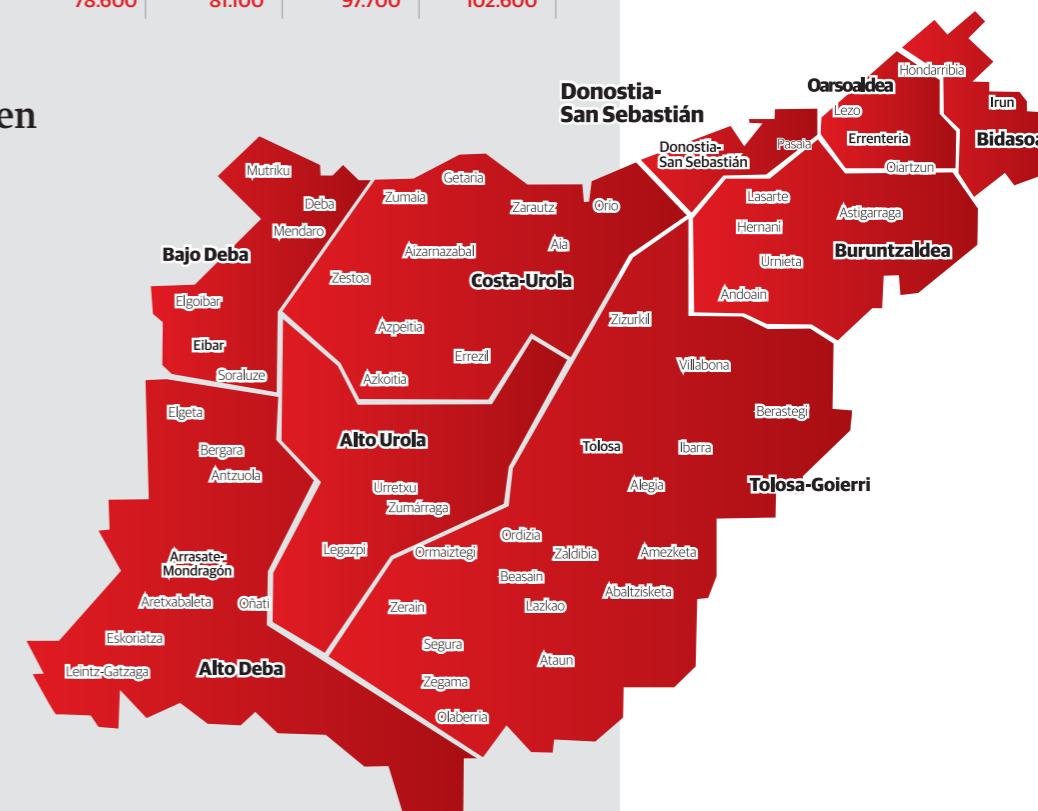 78.600 81.100 97.700 102.600
en
Donostia-
San Sebastián
Oarsoaldea
Hondarribia
Lezo
Irun
Errenteria
Pasaia
Donostia-
San Sebastián
Oiartzun
Mutriku
Getaria
Deba
Zumaia
Zarautz
Orio
Lasarte
Astigarraga
Mendaro
Hernani
Bajo Deba
Aizarnazabal
Aia
Buruntzaldea
Zestoa
Costa-Urola
Urnieta
Andoain
Elgoibar
Azpeitia
Zizurkil
Eibar
Errezil
Villabona
Soraluze
Azkoitia
Elgeta
Berastegi
Alto Urola
Bergara
Tolosa
Ibarra
Antzuola
Urretxu
Alegia
Tolosa-Goierri
Zumárraga
Ordizia
Legazpi
Ormaiztegi
Zaldibia
Amezketa
Arrasate-
Mondragón
Beasain
Abaltzisketa
Aretxabaleta
Oñati
Zerain
Lazkao
Eskoriatza
Segura
Leintz-Gatzaga
Alto Deba
Ataun
Zegama
Olaberria